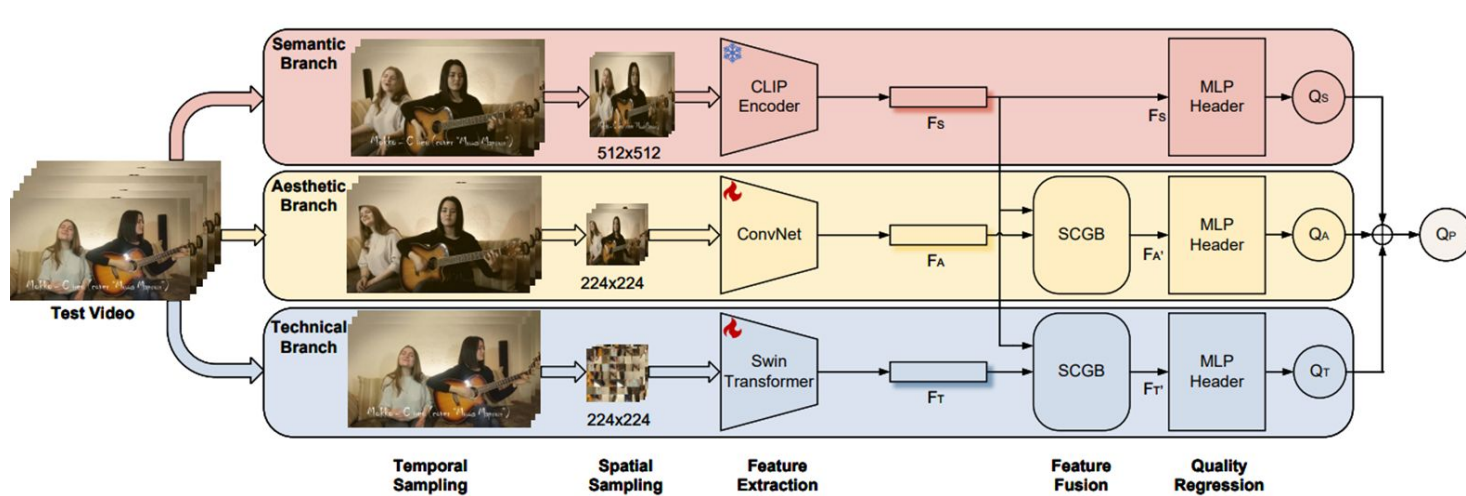 Semantic
Branch
512x512
CLIP
Encoder
Fs
Fs
MLP
Header
Qs
Test Video
Aesthetic
Branch
224x224
ConvNet
FA
SCGB
FA'
MLP
Header
QA
QP
Technical
Branch
224x224
Swin
Transformer
FT
SCGB
FT'
MLP
Header
QT
Temporal
Sampling
Spatial
Sampling
Feature
Extraction
Feature
Fusion
Quality
Regression